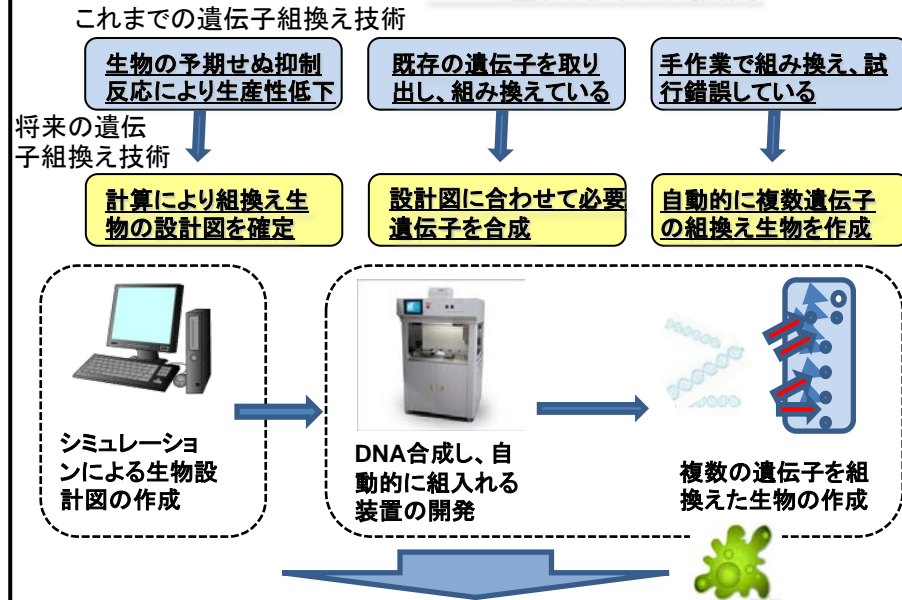 これまでの遺伝子組換え技術
生物の予期せぬ抑制
反応により生産性低下
既存の遺伝子を取り
出し、組み換えている
手作業で組み換え、試
行錯誤している
将来の遺伝
子組換え技術
計算により組換え生
物の設計図を確定
設計図に合わせて必要
遺伝子を合成
自動的に複数遺伝子
の組換え生物を作成
シミュレーショ
ンによる生物設
計図の作成
DNA合成し、自
動的に組入れる
装置の開発
複数の遺伝子を組
換えた生物の作成